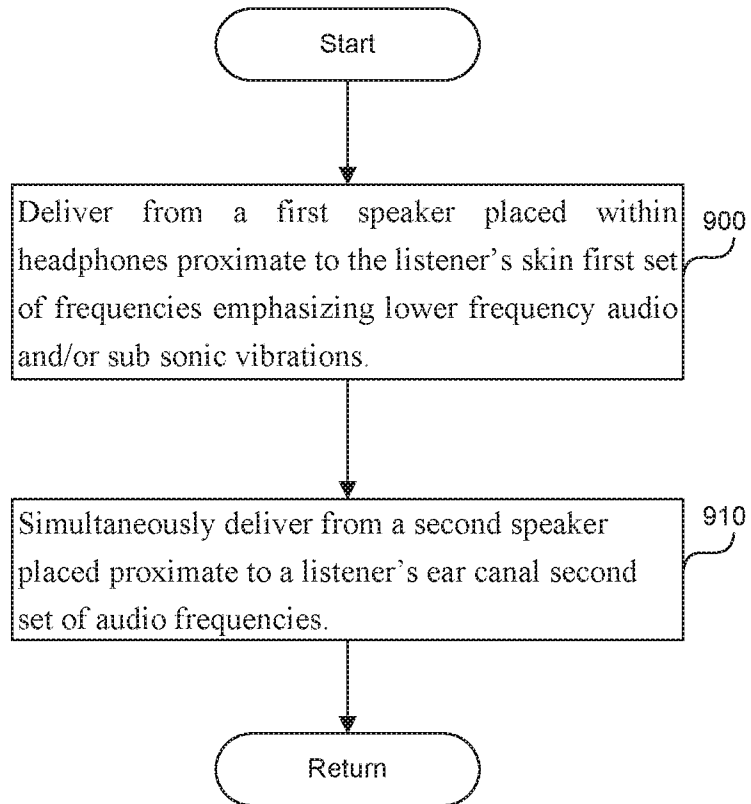 Start
Deliver from a first speaker placed within
headphones proximate to the listener's skin first set
of frequencies emphasizing lower frequency audio
and/or sub sonic vibrations.
900
Simultaneously deliver from a second speaker
placed proximate to a listener's ear canal second
set of audio frequencies.
910
Return